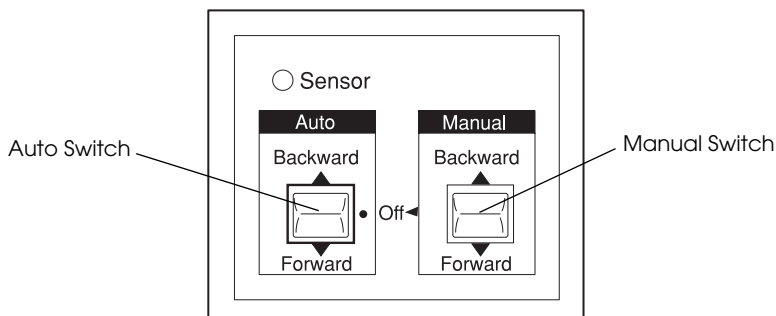 Sensor
Auto
Manual
Auto Switch
Backward
Backward
Manual Switch
Off
Forward
Forward